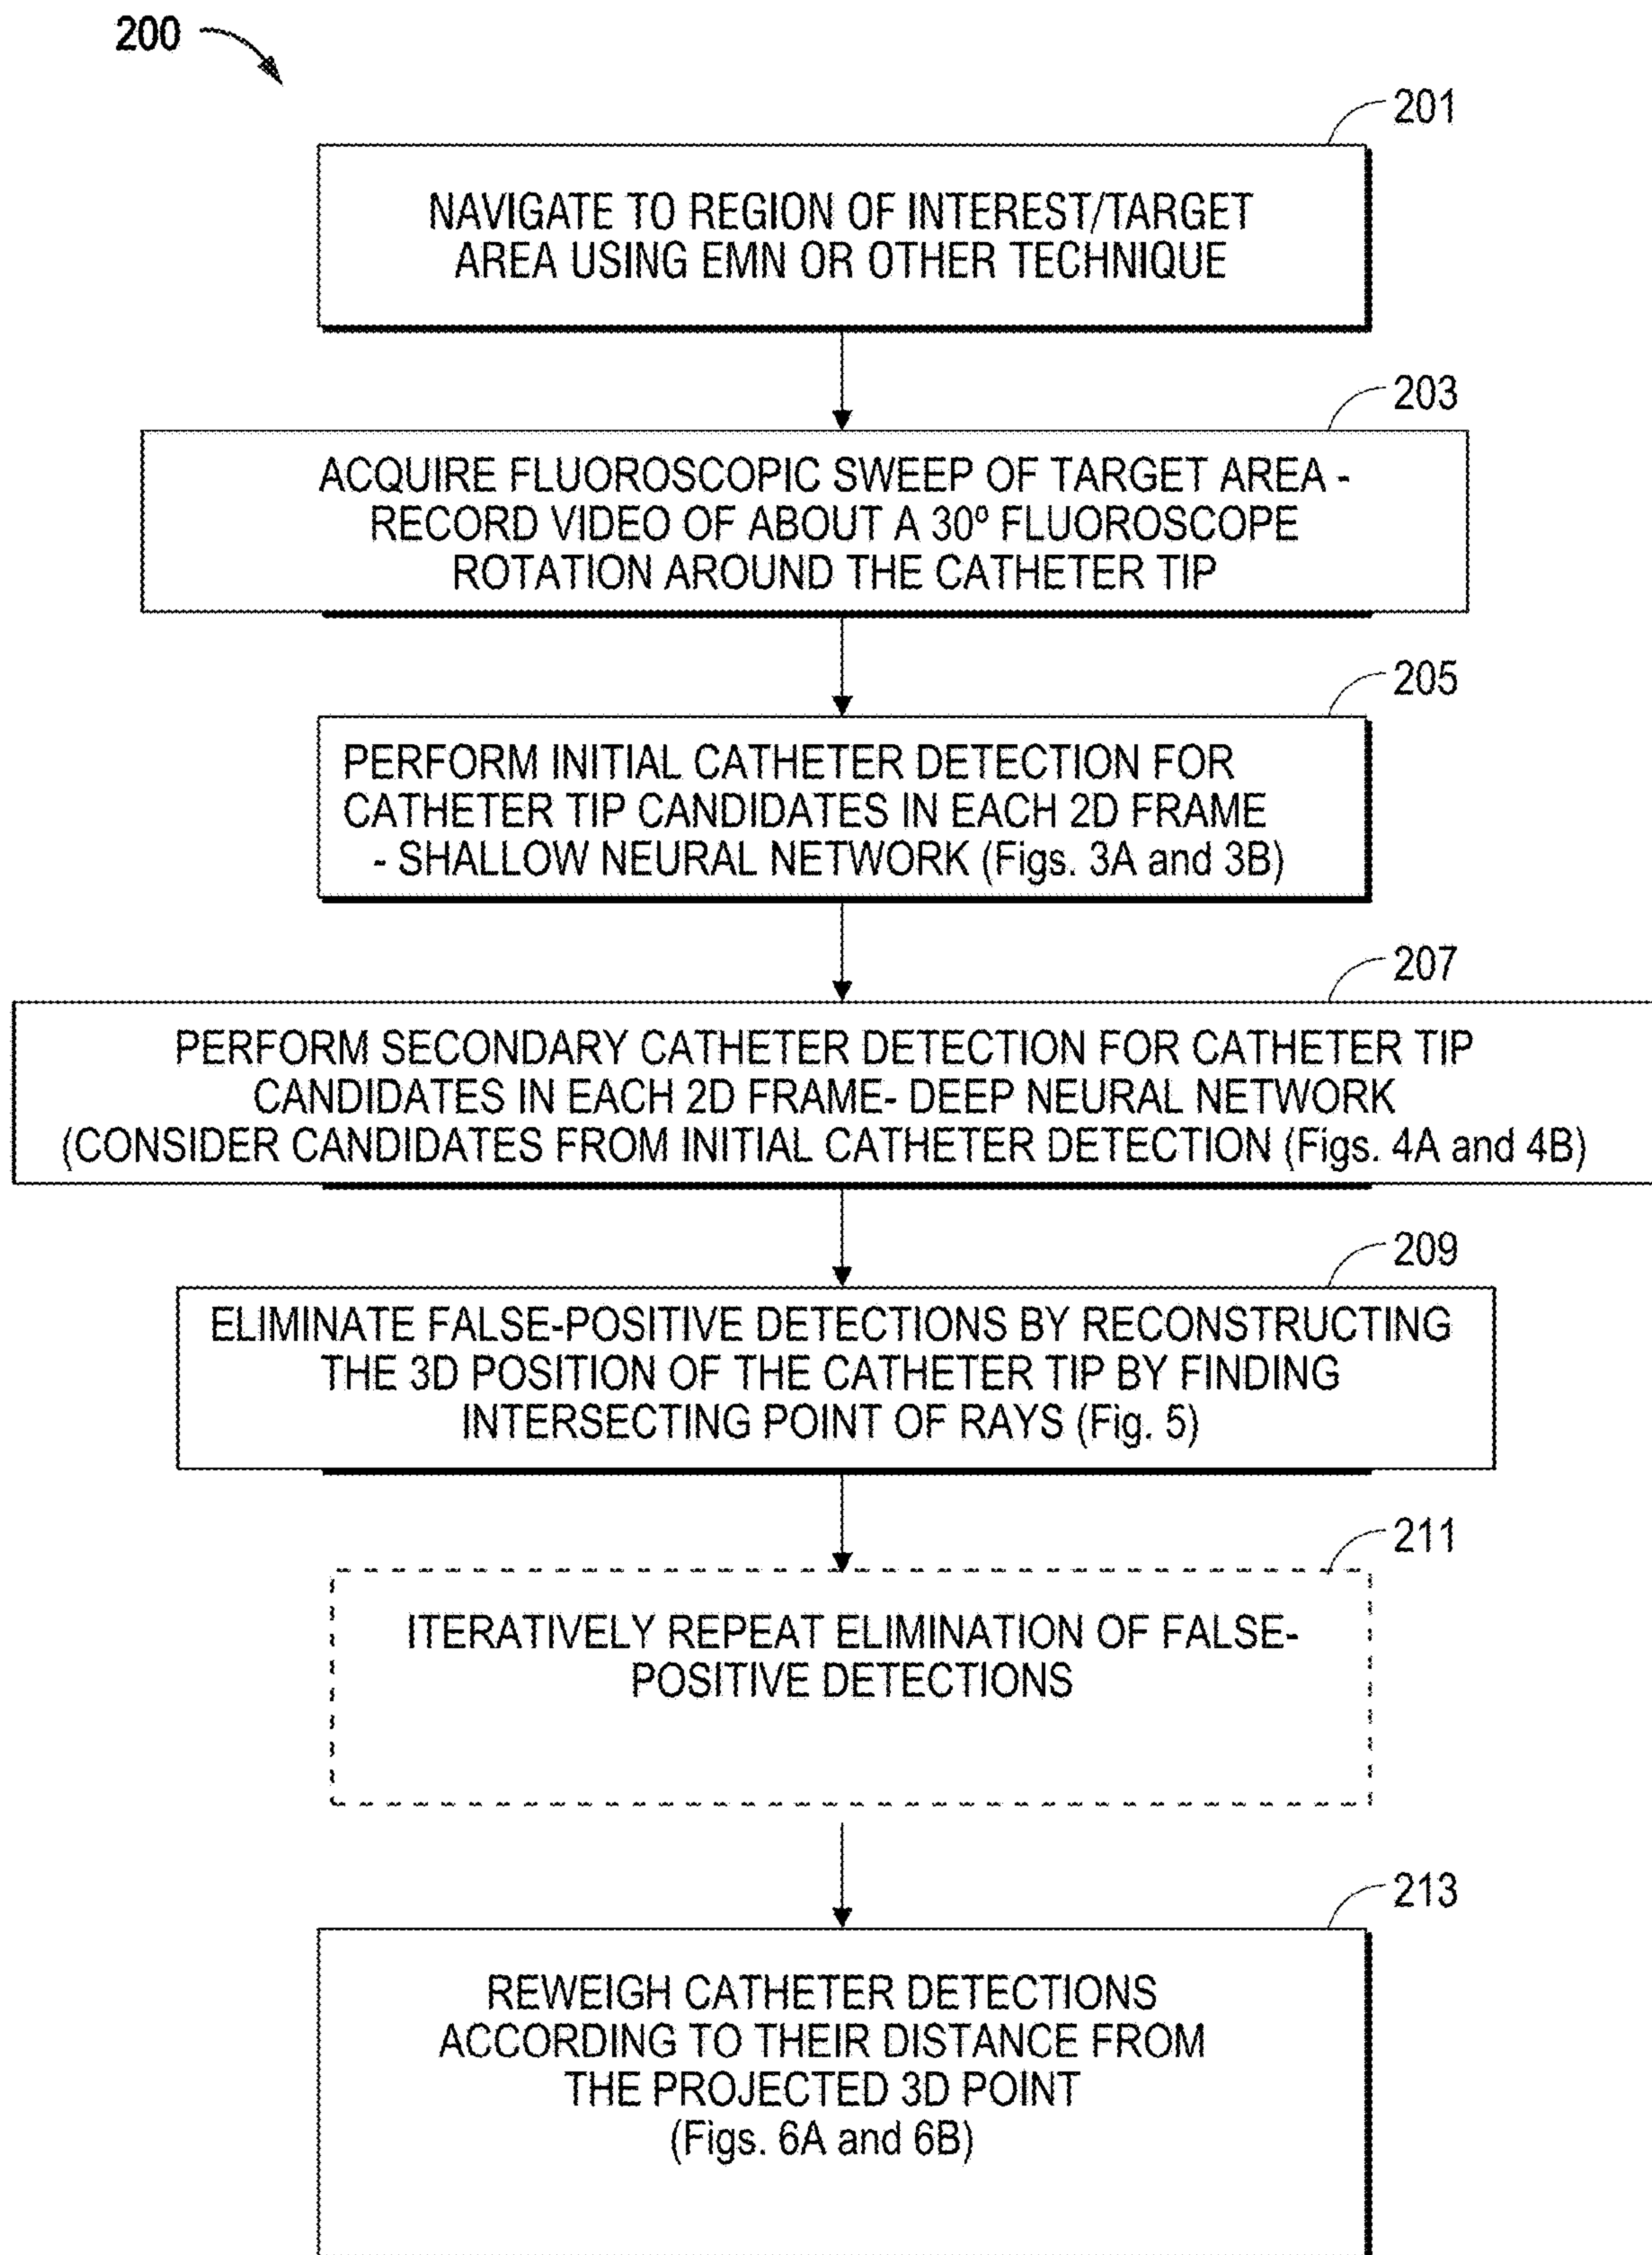 200
201
NAVIGATE TO REGION OF INTEREST/TARGET
AREA USING EMN OR OTHER TECHNIQUE
203
ACQUIRE FLUOROSCOPIC SWEEP OF TARGET AREA -
RECORD VIDEO OF ABOUT A 30º FLUOROSCOPE
ROTATION AROUND THE CATHETER TIP
205
PERFORM INITIAL CATHETER DETECTION FOR
CATHETER TIP CANDIDATES IN EACH 2D FRAME
- SHALLOW NEURAL NETWORK (Figs. 3A and 3B)
207
PERFORM SECONDARY CATHETER DETECTION FOR CATHETER TIP
CANDIDATES IN EACH 2D FRAME- DEEP NEURAL NETWORK
(CONSIDER CANDIDATES FROM INITIAL CATHETER DETECTION (Figs. 4A and 4B)
209
ELIMINATE FALSE-POSITIVE DETECTIONS BY RECONSTRUCTING
THE 3D POSITION OF THE CATHETER TIP BY FINDING
INTERSECTING POINT OF RAYS (Fig. 5)
211
ITERATIVELY REPEAT ELIMINATION OF FALSE-
POSITIVE DETECTIONS
213
REWEIGH CATHETER DETECTIONS
ACCORDING TO THEIR DISTANCE FROM
THE PROJECTED 3D POINT
(Figs. 6A and 6B)